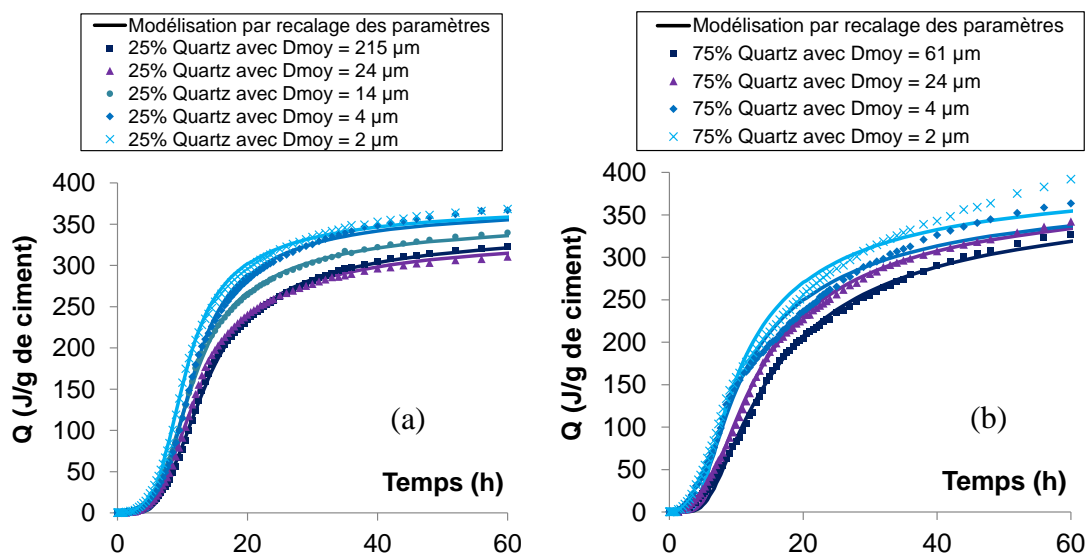 Modélisation par recalage des paramètres
25% Quartz avec Dmoy = 215 µm
25% Quartz avec Dmoy = 24 µm
25% Quartz avec Dmoy = 14 µm
25% Quartz avec Dmoy = 4 µm
25% Quartz avec Dmoy = 2 µm
400
350
300
250
200
150
100
50
0
Q (J/g de ciment)
(a)
Temps (h)
0
20
40
60
Modélisation par recalage des paramètres
75% Quartz avec Dmoy = 61 µm
75% Quartz avec Dmoy = 24 µm
75% Quartz avec Dmoy = 4 µm
75% Quartz avec Dmoy = 2 µm
400
350
300
250
200
150
100
50
0
Q (J/g de ciment)
(b)
Temps (h)
0
20
40
60